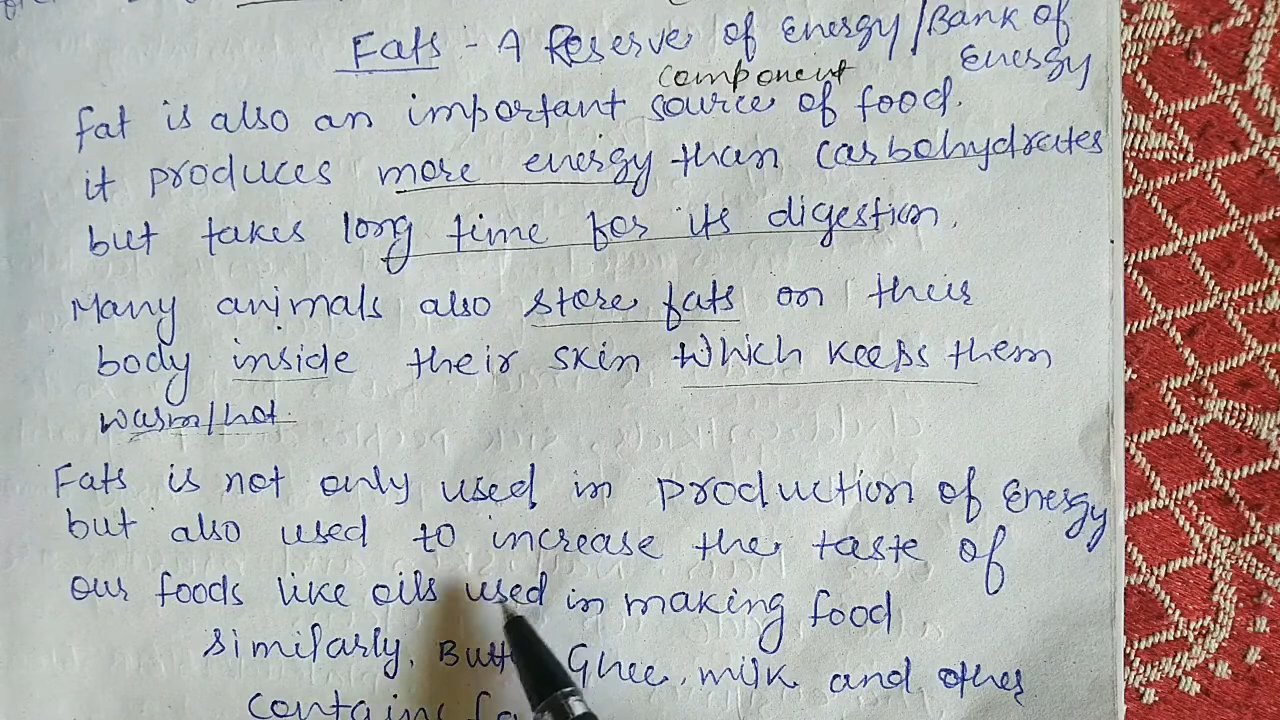 Fats - A Reserve of Energy/Bank of
Energy
component
fat is also an important source of food.
it produces more energy than carbohydrates
but takes long time for its digestion.
Many animals also store fats on their
body inside their skin which keeps them
warm/hot
Fats is not only used in production of Energy
but also used to increase the taste of
our foods like oils used in making food
Similarly, Butt Ghee, milk and other
contains fa